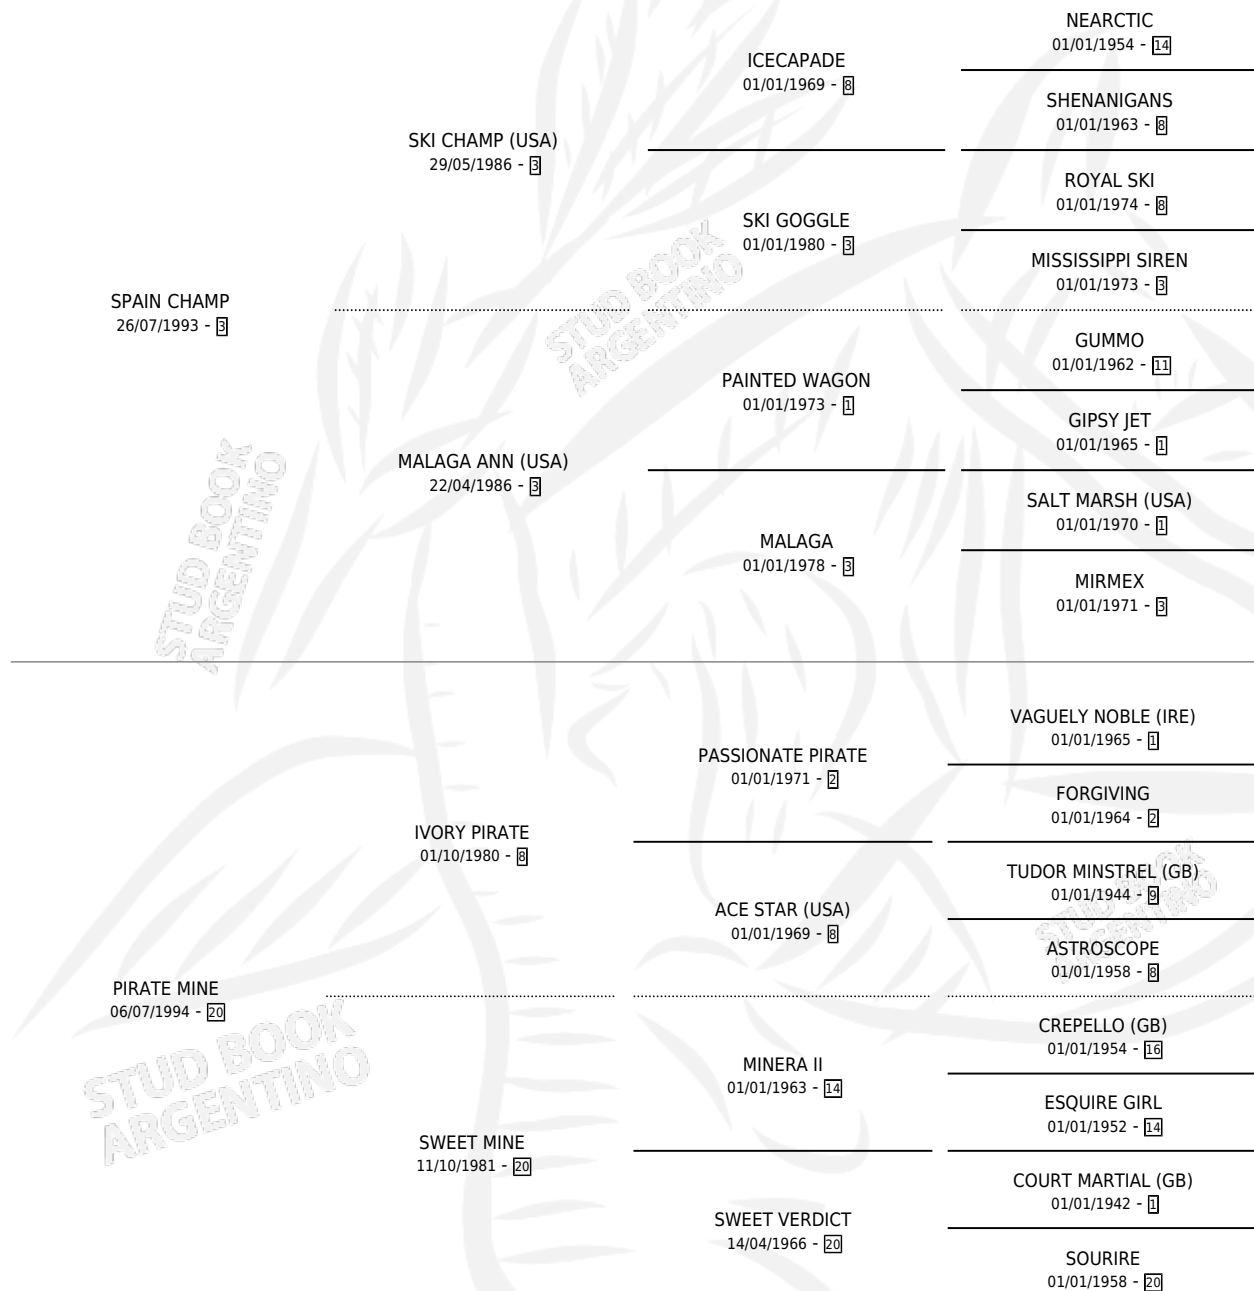 NEARCTIC
01/01/1954 - 14
ICECAPADE
01/01/1969 - 8
SHENANIGANS
01/01/1963 - 8
SKI CHAMP (USA)
29/05/1986 - 3
ROYAL SKI
01/01/1974 - 8
SKI GOGGLE
01/01/1980 - 3
MISSISSIPPI SIREN
01/01/1973 - 3
SPAIN CHAMP
26/07/1993 - 3
GUMMO
01/01/1962 - 11
PAINTED WAGON
01/01/1973 - 1
GIPSY JET
01/01/1965 - 1
MALAGA ANN (USA)
22/04/1986 - 3
SALT MARSH (USA)
01/01/1970 - 1
MALAGA
01/01/1978 - 3
MIRMEX
01/01/1971 - 3
STUD BOOK
ARGENTINO
STUD BOOK
ARGENTINO
VAGUELY NOBLE (IRE)
01/01/1965 - 1
PASSIONATE PIRATE
01/01/1971 - 2
FORGIVING
01/01/1964 - 2
IVORY PIRATE
01/10/1980 - 8
TUDOR MINSTREL (GB)
01/01/1944 - 9
ACE STAR (USA)
01/01/1969 - 8
ASTROSCOPE
01/01/1958 - 8
PIRATE MINE
06/07/1994 - 20
CREPELLO (GB)
01/01/1954 - 16
MINERA II
01/01/1963 - 14
ESQUIRE GIRL
01/01/1952 - 14
SWEET MINE
11/10/1981 - 20
COURT MARTIAL (GB)
01/01/1942 - 1
SWEET VERDICT
14/04/1966 - 20
SOURIRE
01/01/1958 - 20
STUD BOOK
ARGENTINO
STUD BOOK
ARGENTINO